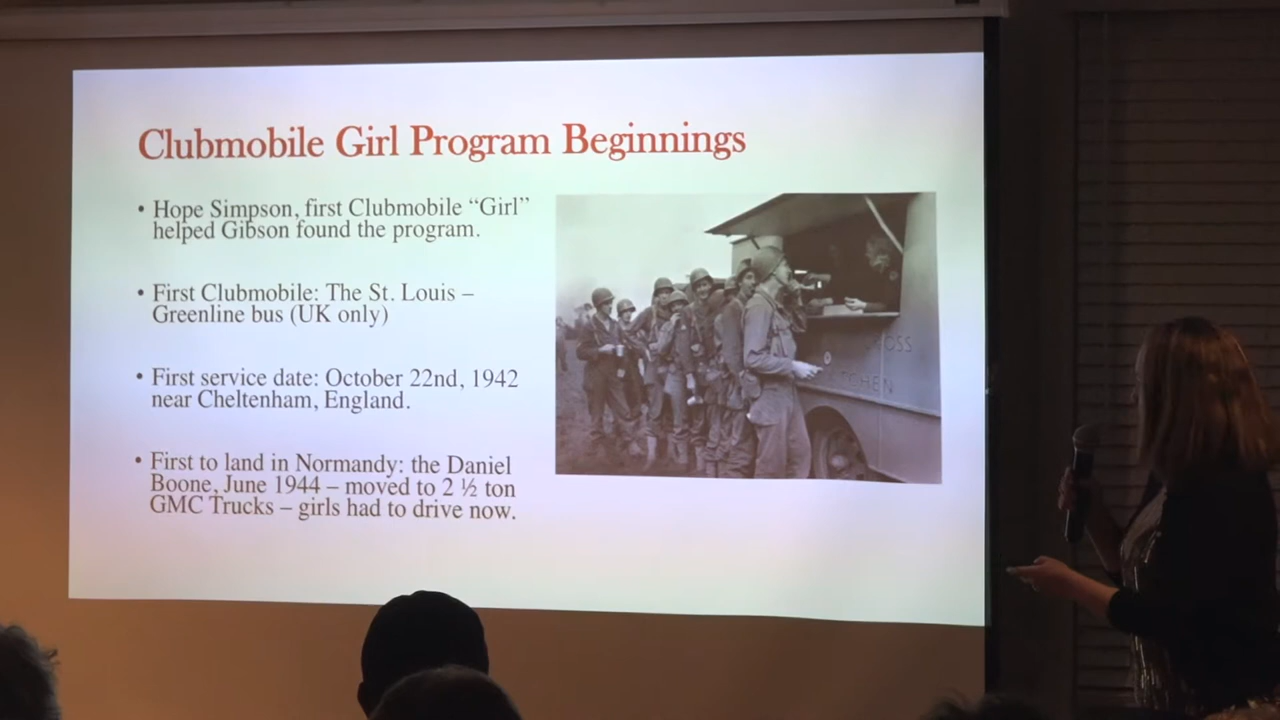 Clubmobile Girl Program Beginnings
• Hope Simpson, first Clubmobile “Girl”
helped Gibson found the program.
• First Clubmobile: The St. Louis –
Greenline bus (UK only)
• First service date: October 22nd, 1942
near Cheltenham, England.
• First to land in Normandy: the Daniel
Boone, June 1944 – moved to 2 ½ ton
GMC Trucks – girls had to drive now.